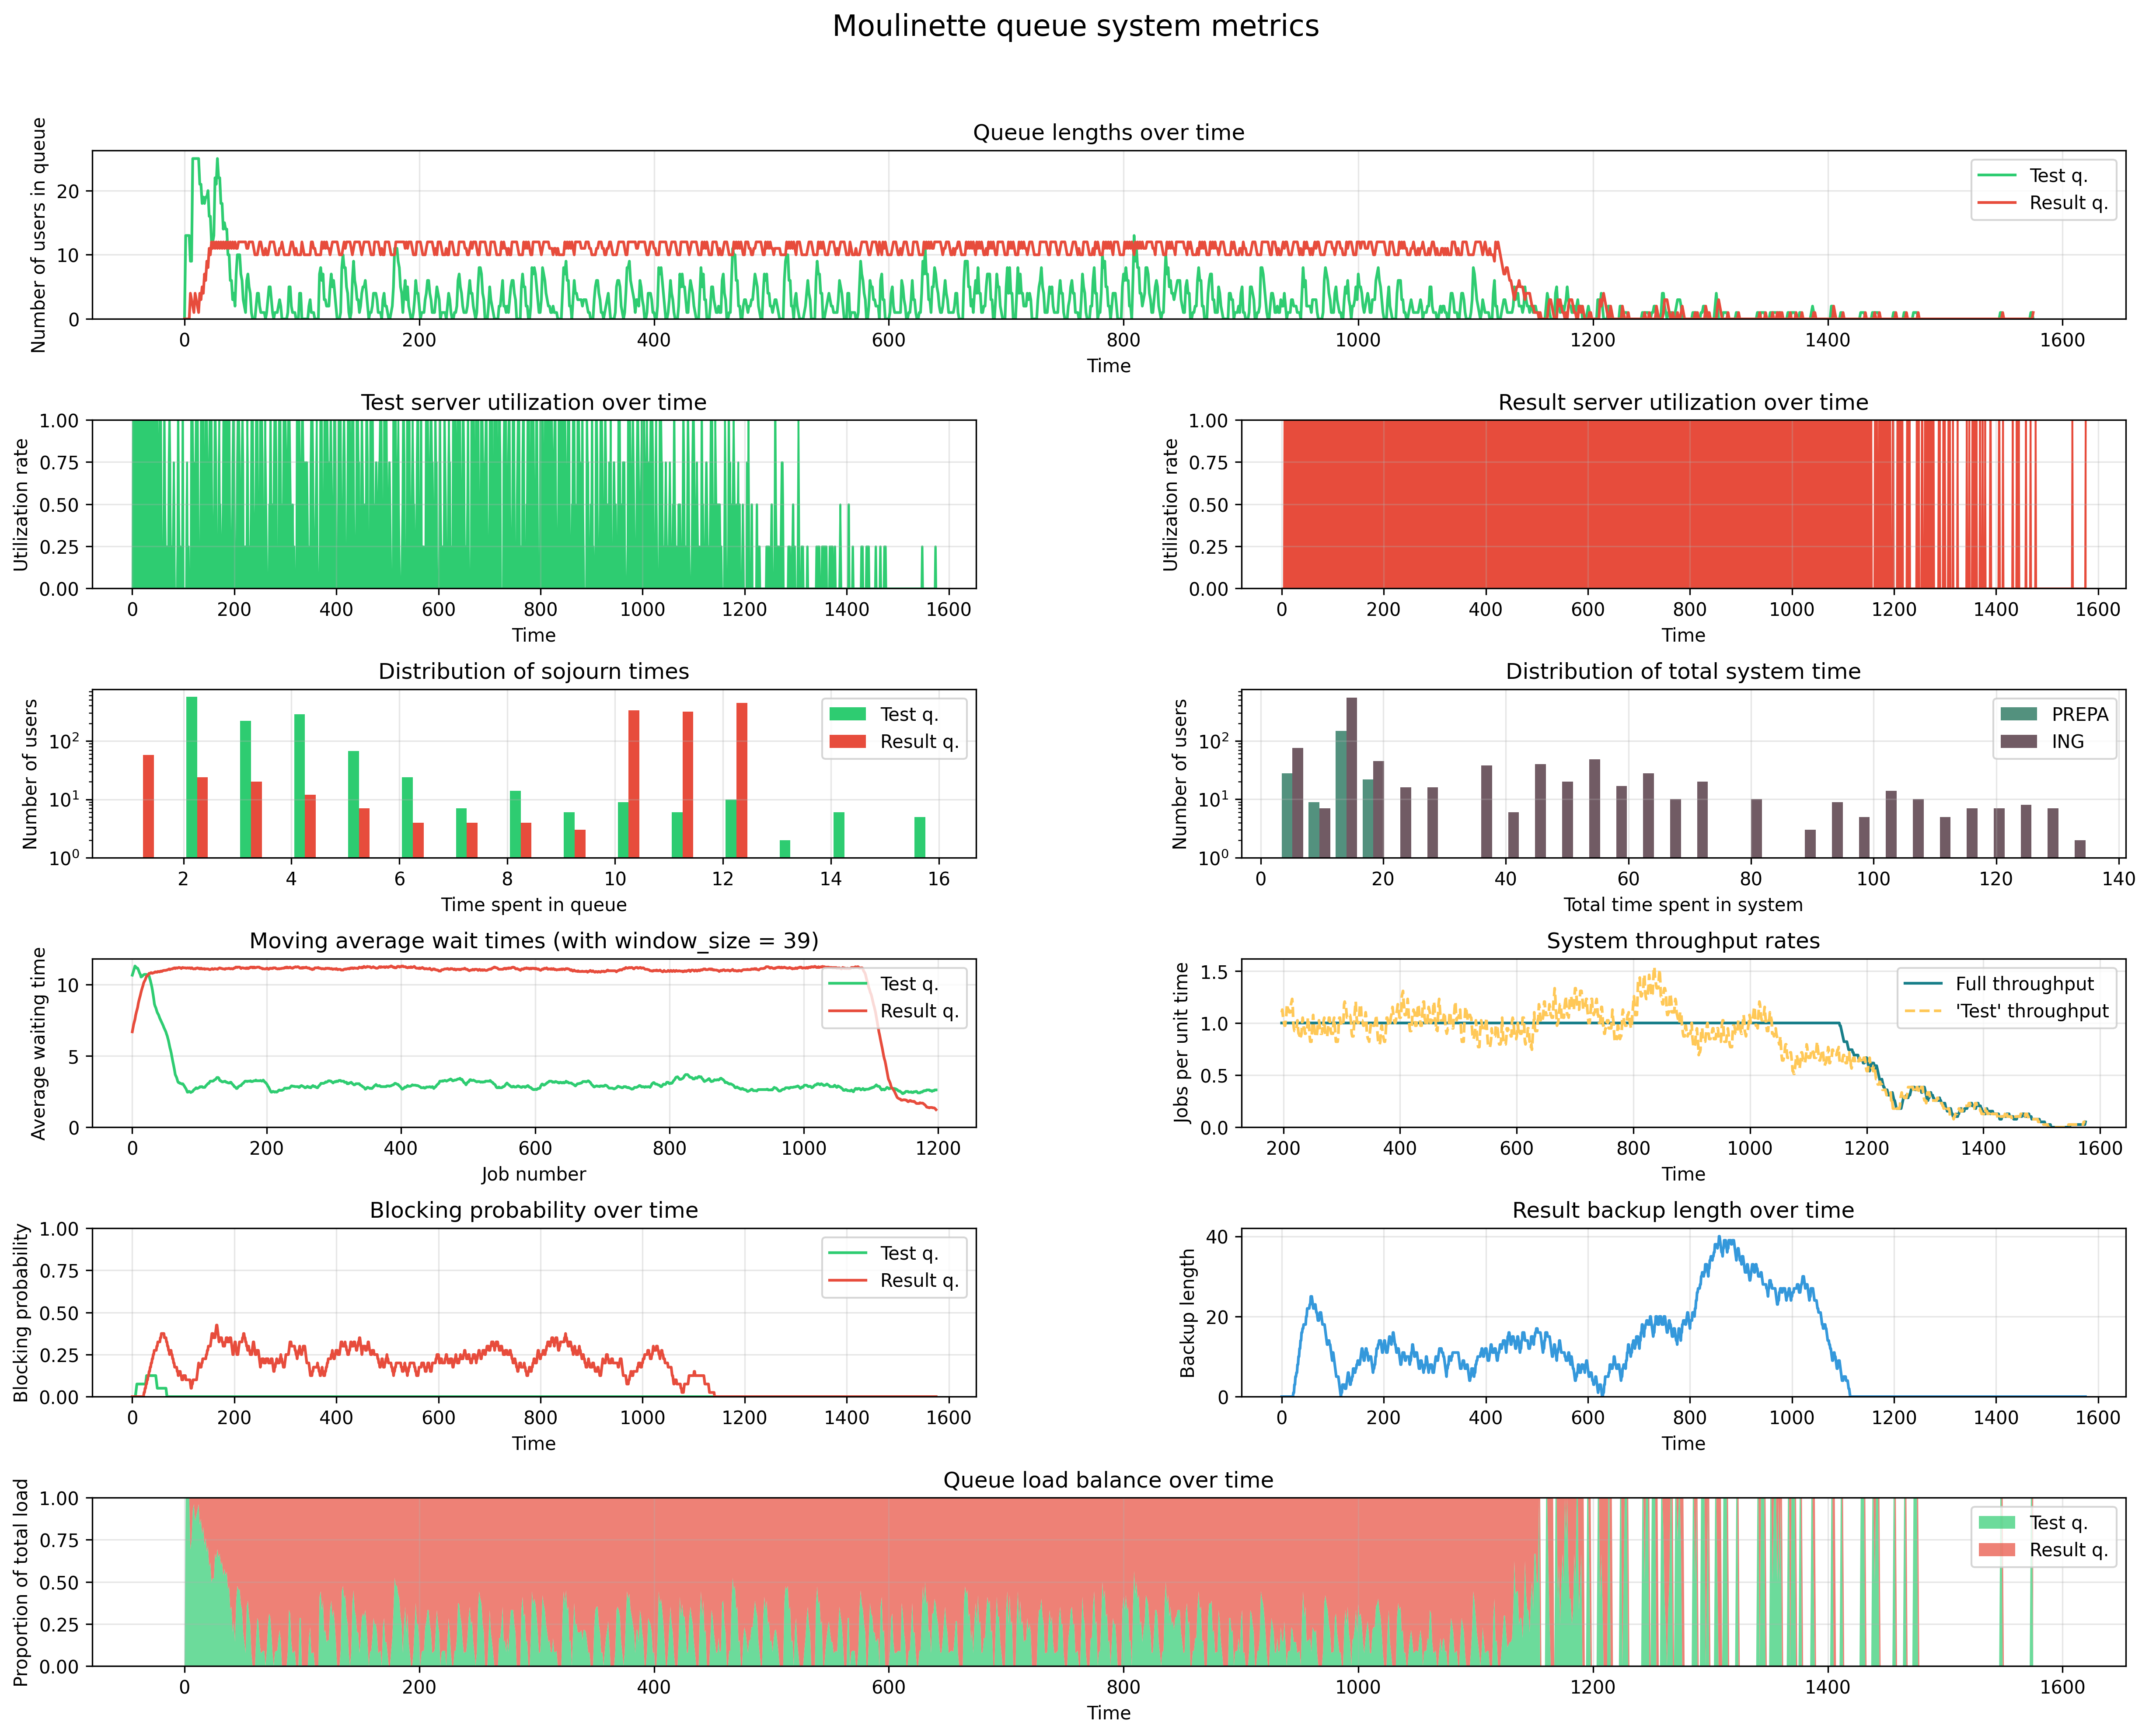 Moulinette queue system metrics
Queue lengths over time
Number of users in queue
20
10
0
Test q.
Result q.
0 200 400 600 800 1000 1200 1400 1600
Time
Test server utilization over time
Utilization rate
1.00
0.75
0.50
0.25
0.00
0 200 400 600 800 1000 1200 1400 1600
Time
Result server utilization over time
Utilization rate
1.00
0.75
0.50
0.25
0.00
0 200 400 600 800 1000 1200 1400 1600
Time
Distribution of sojourn times
Number of users
10²
10¹
10⁰
Test q.
Result q.
2 4 6 8 10 12 14 16
Time spent in queue
Distribution of total system time
Number of users
10²
10¹
10⁰
PREPA
ING
0 20 40 60 80 100 120 140
Total time spent in system
Moving average wait times (with window_size = 39)
Average waiting time
10
5
0
Test q.
Result q.
0 200 400 600 800 1000 1200
Job number
System throughput rates
Jobs per unit time
1.5
1.0
0.5
0.0
Full throughput
'Test' throughput
200 400 600 800 1000 1200 1400 1600
Time
Blocking probability over time
Blocking probability
1.00
0.75
0.50
0.25
0.00
Test q.
Result q.
0 200 400 600 800 1000 1200 1400 1600
Time
Result backup length over time
Backup length
40
20
0
0 200 400 600 800 1000 1200 1400 1600
Time
Queue load balance over time
Proportion of total load
1.00
0.75
0.50
0.25
0.00
Test q.
Result q.
0 200 400 600 800 1000 1200 1400 1600
Time